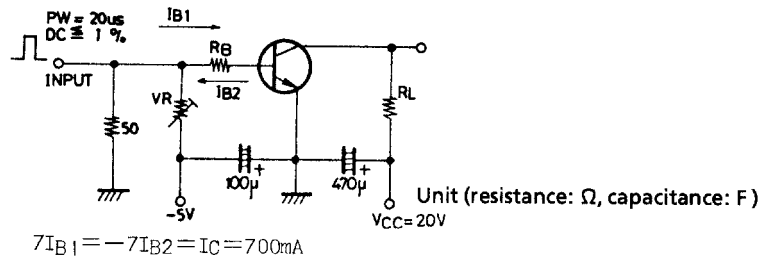 PW = 20us
DC ≦ 1 %
IB1
INPUT
RB
IB2
VR
50
RL
100μ
+
470μ
+
-5V
VCC = 20V
Unit (resistance: Ω, capacitance: F)
7IB1=-7IB2=IC=700mA